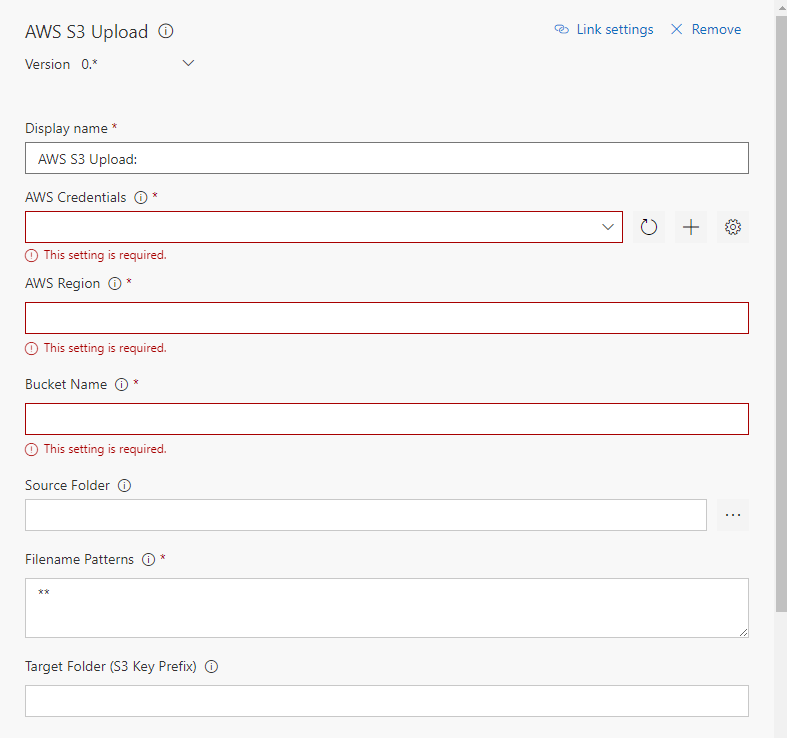 AWS S3 Upload Link settings Remove
Version 0.*
Display name *
AWS S3 Upload:
AWS Credentials *
This setting is required.
AWS Region *
This setting is required.
Bucket Name *
This setting is required.
Source Folder
...
Filename Patterns *
**
Target Folder (S3 Key Prefix)